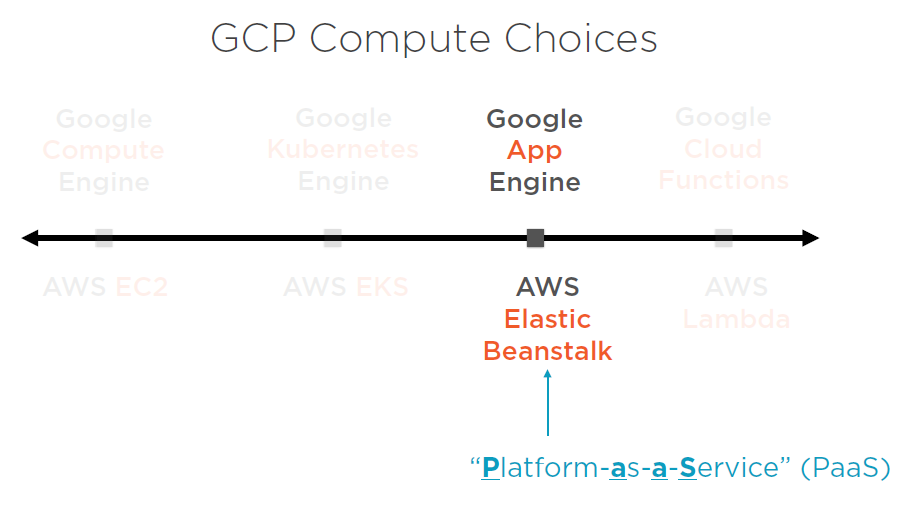 GCP Compute Choices
Google
Compute
Engine
Google
Kubernetes
Engine
Google
App
Engine
Google
Cloud
Functions
AWS EC2
AWS EKS
AWS
Elastic
Beanstalk
AWS
Lambda
“Platform-as-a-Service” (PaaS)